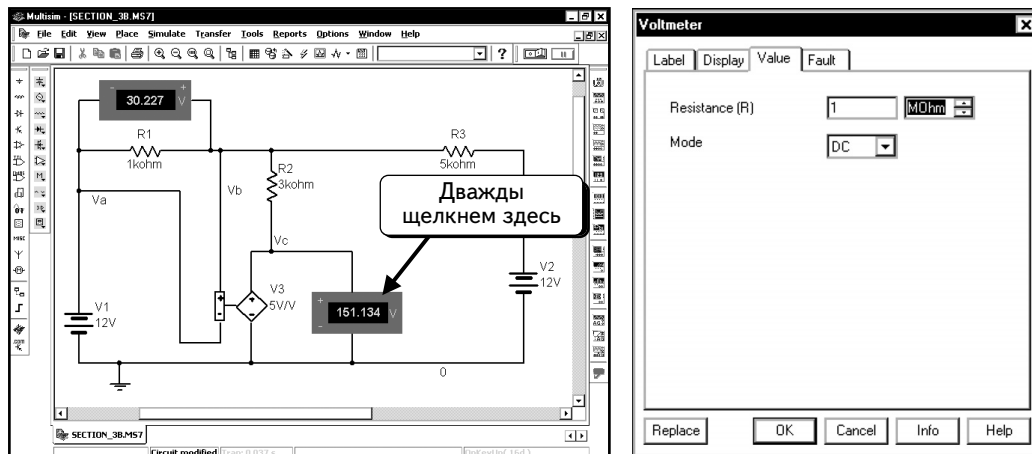 Multisim - [SECTION_3B.MS7]
File Edit View Place Simulate Transfer Tools Reports Options Window Help
?
30.227 V
R1
1kohm
R3
5kohm
R2
3kohm
Va
Vb
Дважды
щелкнем здесь
Vc
V3
5V/V
V2
12V
V1
12V
151.134 V
0
MISC
SECTION_3B.MS7
Circuit modified
Voltmeter
Label Display Value Fault
Resistance (R) 1 MOhm
Mode DC
Replace OK Cancel Info Help